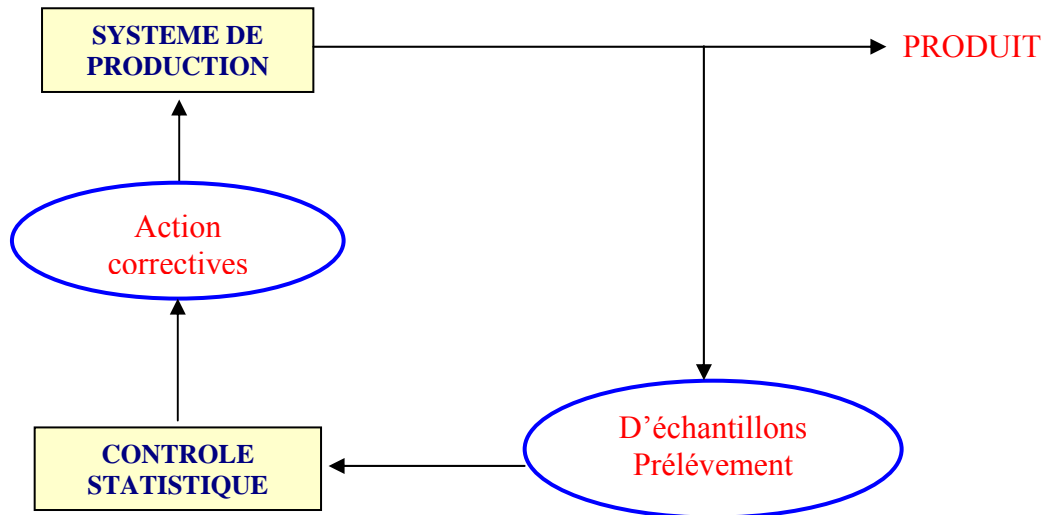 SYSTEME DE
PRODUCTION
PRODUIT
Action
correctives
D’échantillons
Prélévement
CONTROLE
STATISTIQUE